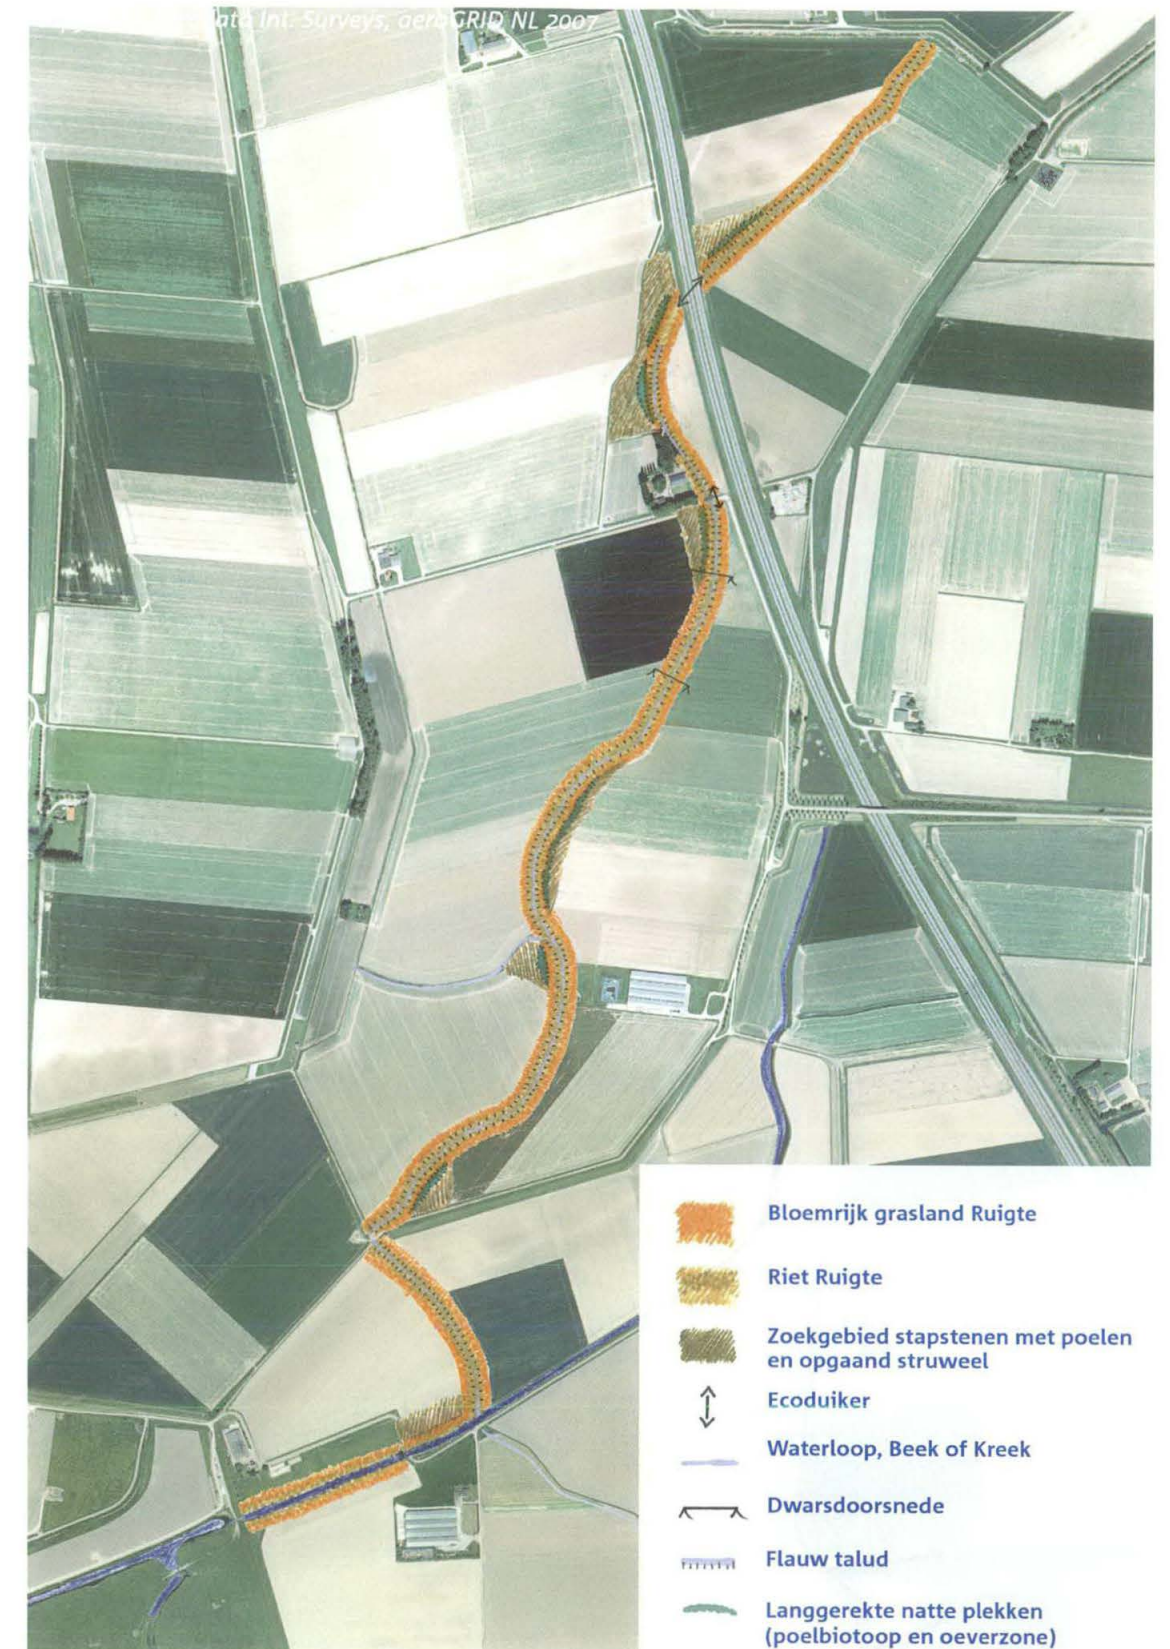 Int. Surveys, aeroGRID NL 2007
Bloemrijk grasland Ruigte
Riet Ruigte
Zoekgebied stapstenen met poelen
en opgaand struweel
Ecoduiker
Waterloop, Beek of Kreek
Dwarsdoorsnede
Flauw talud
Langgerekte natte plekken
(poelbiotoop en oeverzone)